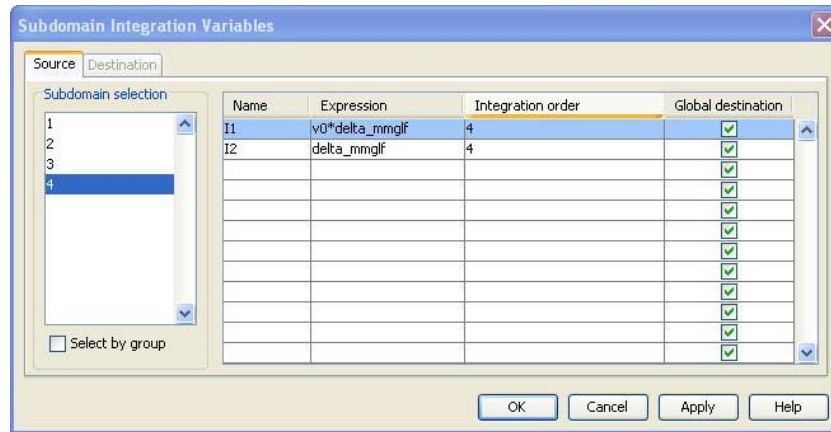 Subdomain Integration Variables
Source Destination
Subdomain selection
1
2
3
4
Select by group
Name Expression Integration order Global destination
I1 v0*delta_mmglf 4
I2 delta_mmglf 4
OK Cancel Apply Help